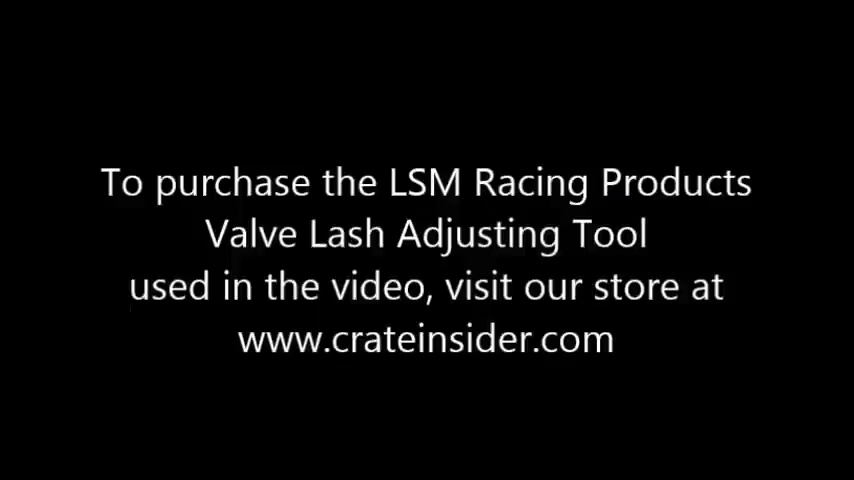 To purchase the LSM Racing Products
Valve Lash Adjusting Tool
used in the video, visit our store at
www.crateinsider.com